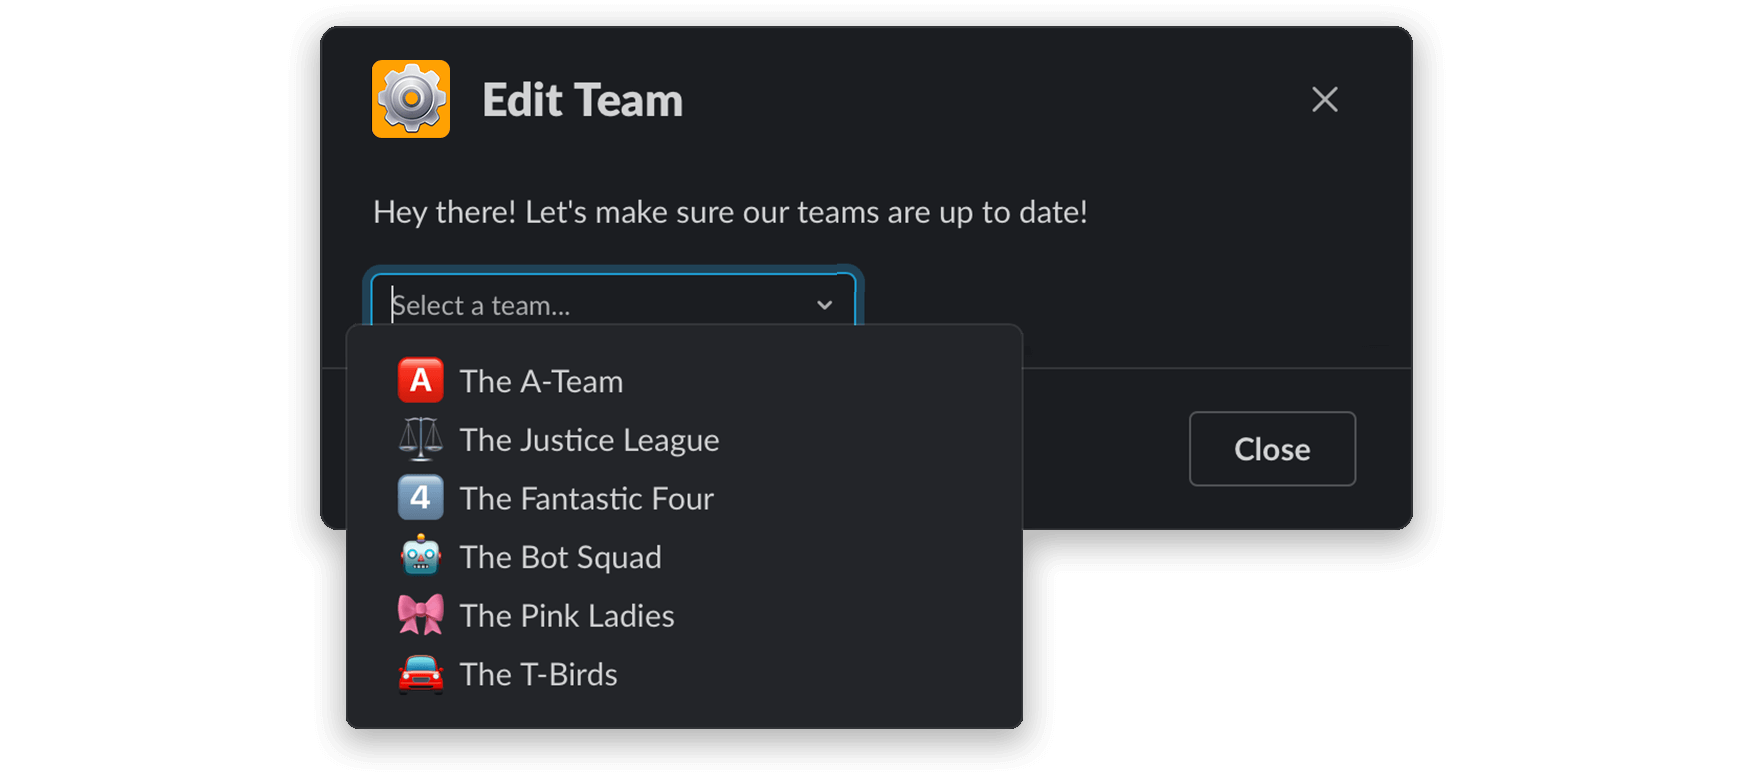 Edit Team
Hey there! Let's make sure our teams are up to date!
Select a team...
A The A-Team
The Justice League
4 The Fantastic Four
The Bot Squad
The Pink Ladies
The T-Birds
Close